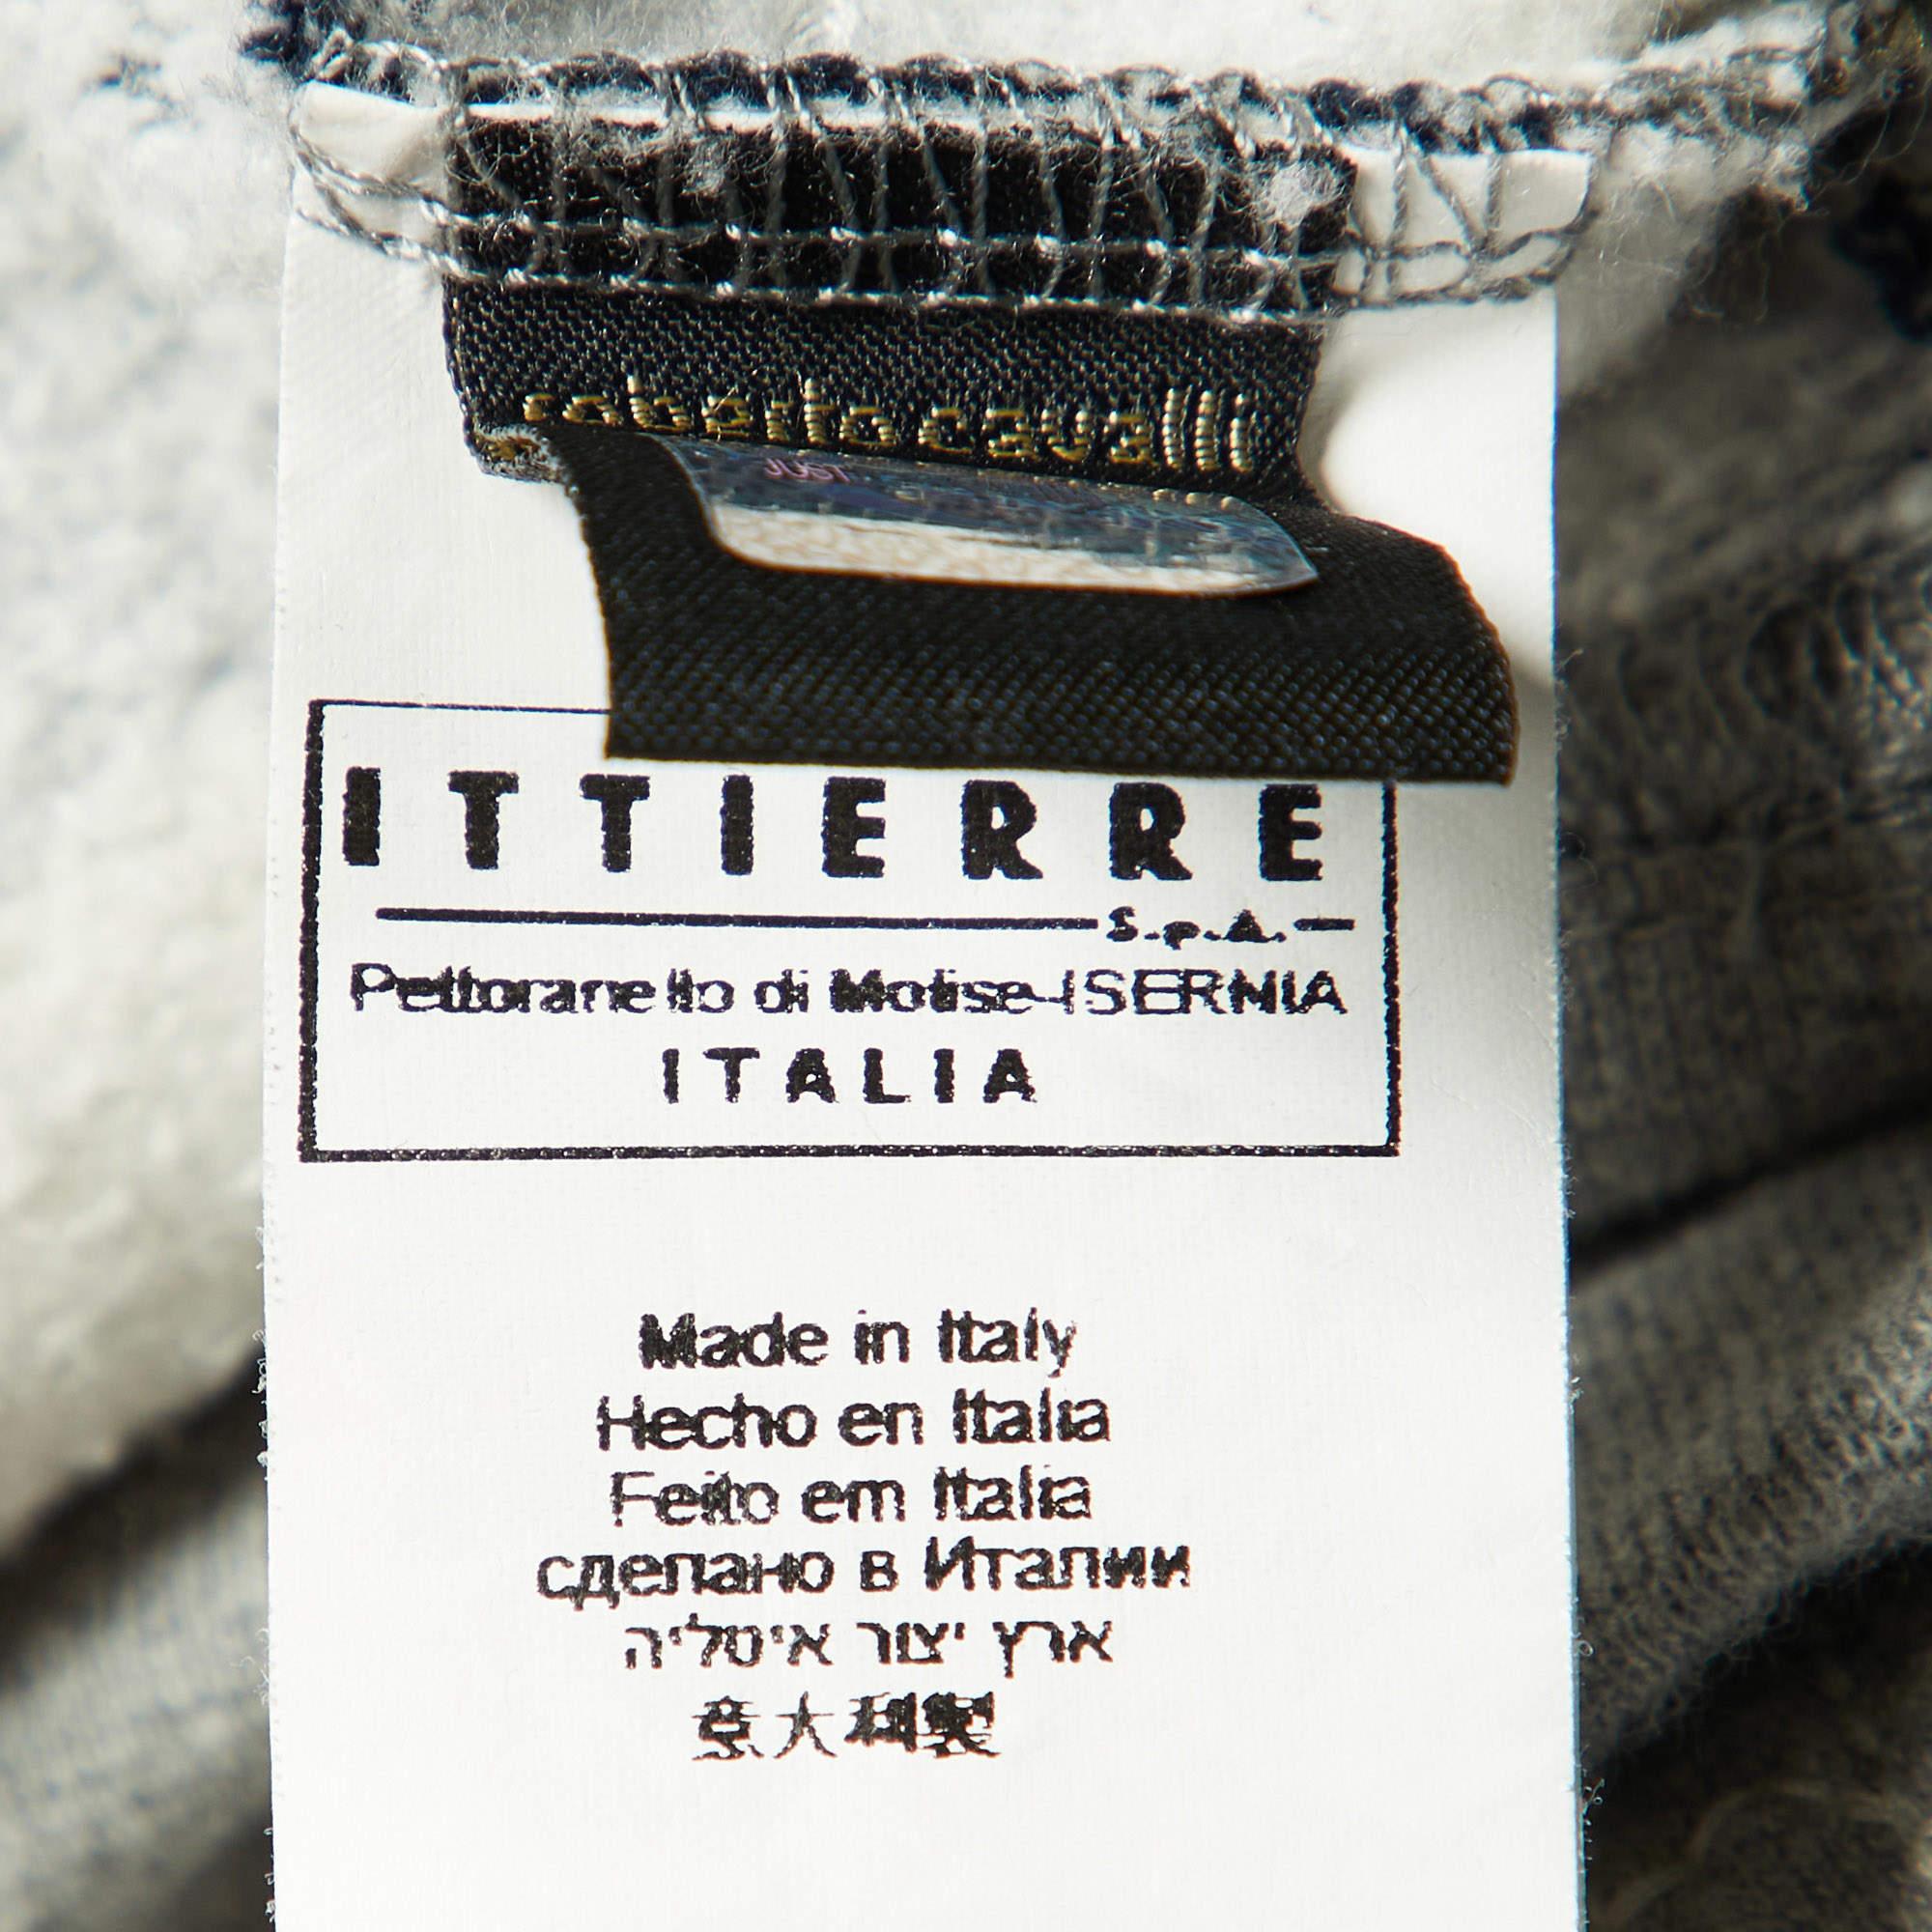 roberto cavalli
JUST
ITTIERRE
S.p.A.
Pettoranello di Molise-ISERNIA
ITALIA
Made in Italy
Hecho en Italia
Feito em Italia
сделано в Италии
ארץ יצור איטליה
意大利製